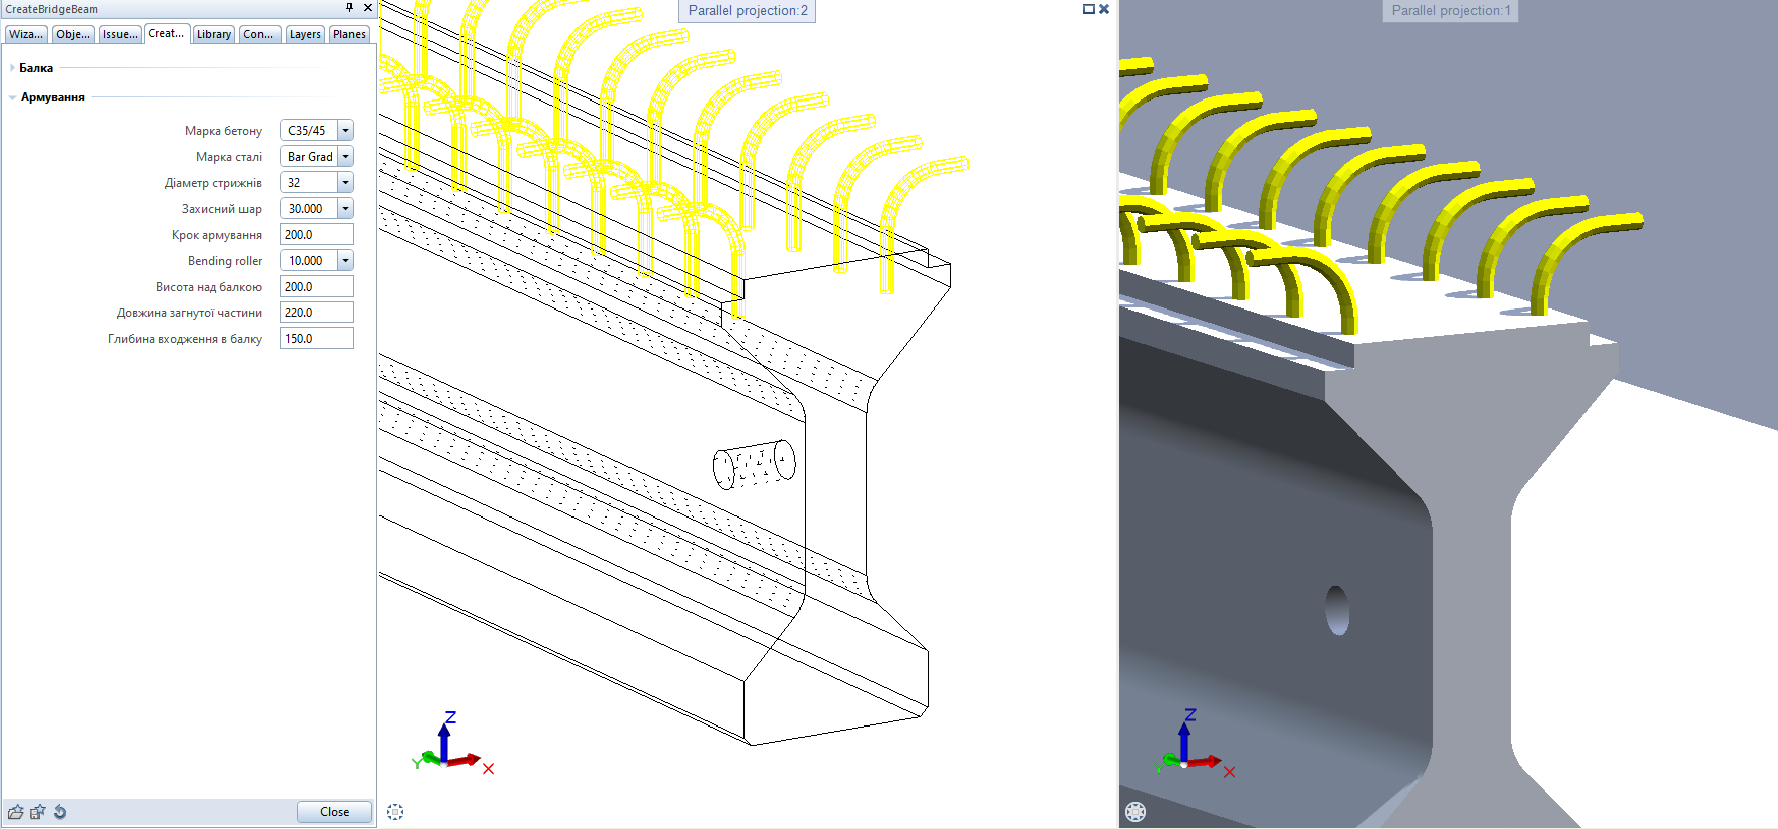 CreateBridgeBeam
Wiza... Obje... Issue... Creat... Library Con... Layers Planes
Балка
Армування
Марка бетону C35/45
Марка сталі Bar Grad
Діаметр стрижнів 32
Захисний шар 30.000
Крок армування 200.0
Bending roller 10.000
Висота над балкою 200.0
Довжина загнутої частини 220.0
Глибина входження в балку 150.0
Close
Parallel projection:2
Z
Y
X
Parallel projection:1
Z
Y
X